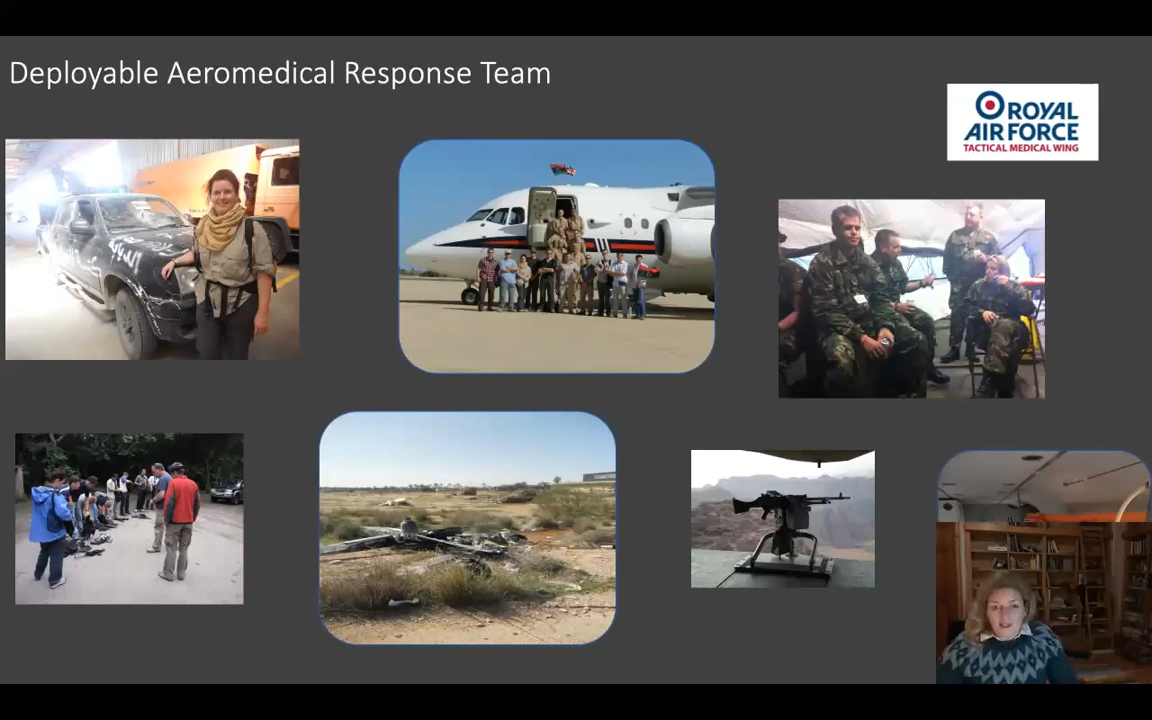 Deployable Aeromedical Response Team
ROYAL
AIR FORCE
TACTICAL MEDICAL WING